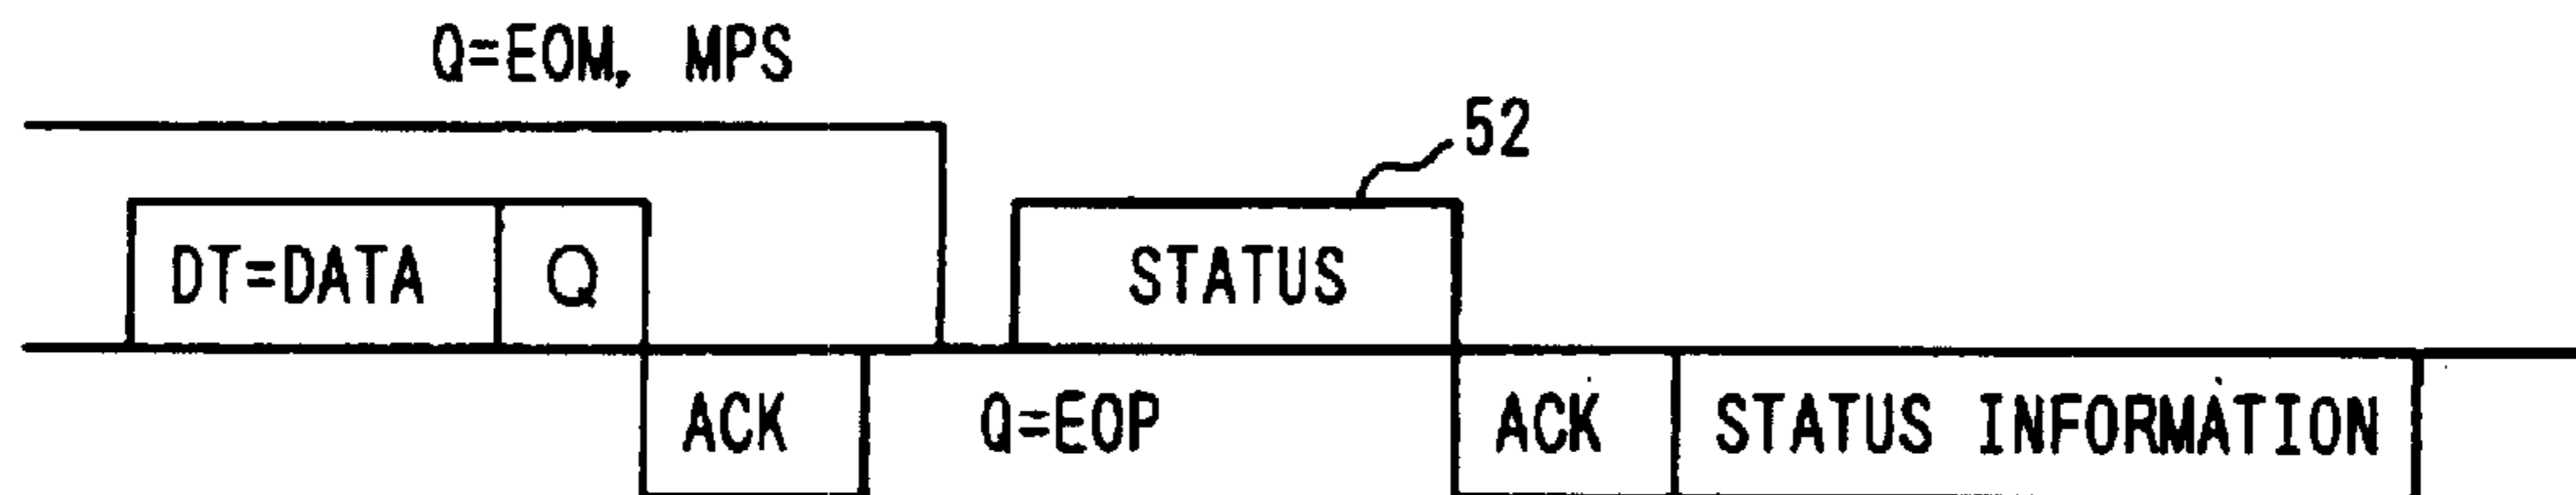 Q=EOM, MPS
52
DT=DATA Q STATUS
ACK Q=EOP ACK STATUS INFORMATION